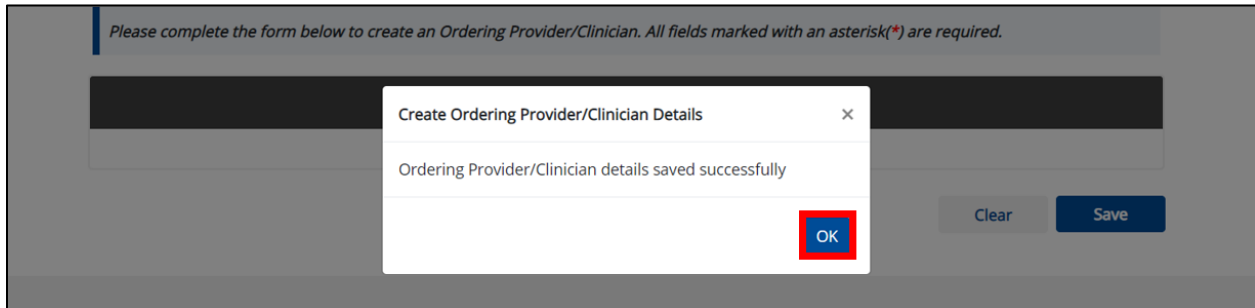 Please complete the form below to create an Ordering Provider/Clinician. All fields marked with an asterisk(*) are required.
Create Ordering Provider/Clinician Details ×
Ordering Provider/Clinician details saved successfully
OK
Clear Save